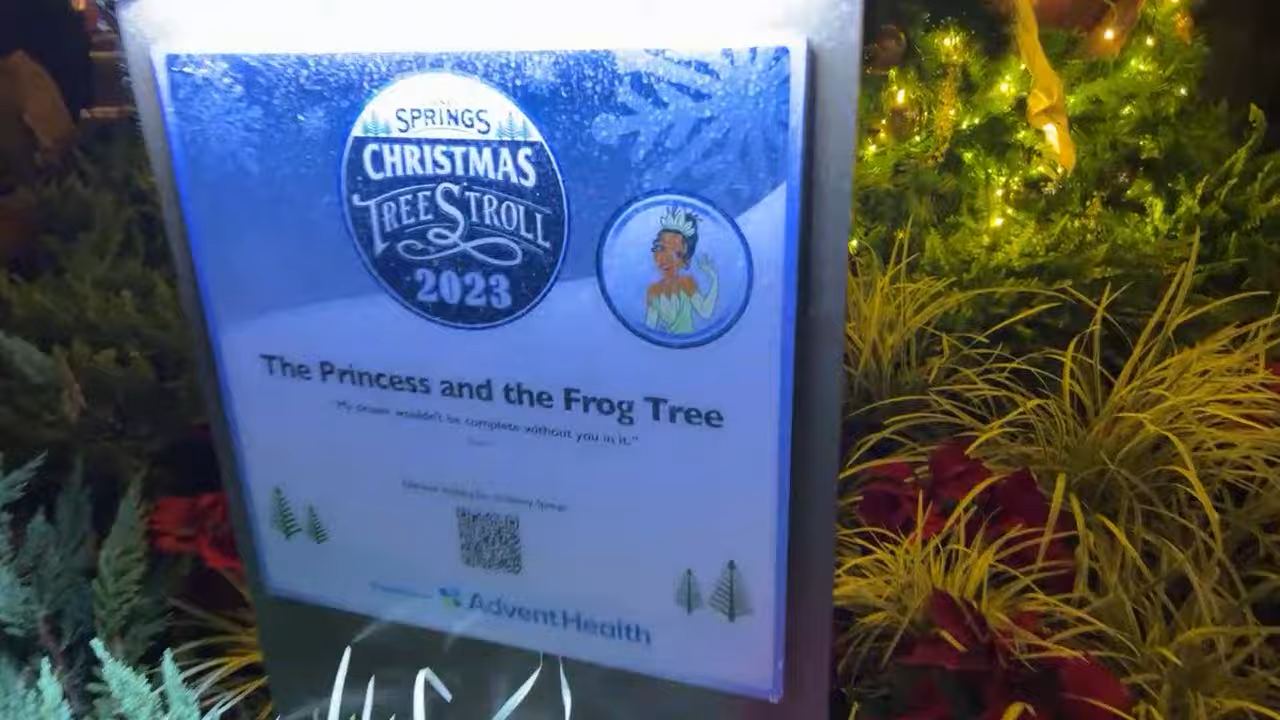 SPRINGS
CHRISTMAS
TREE STROLL
2023
The Princess and the Frog Tree
"My dream wouldn't be complete without you in it."
AdventHealth